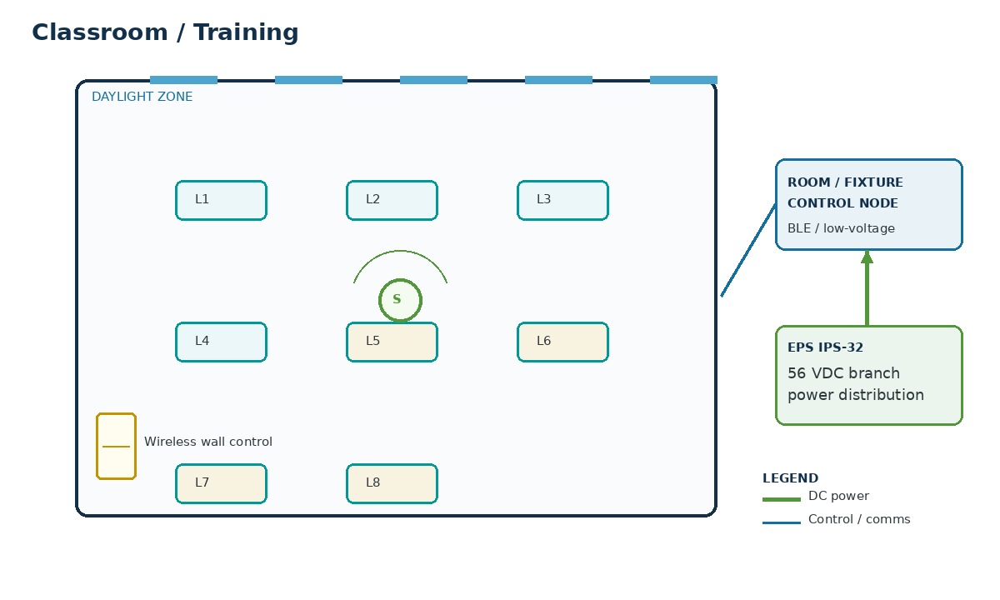 Classroom / Training
DAYLIGHT ZONE
L1
L2
L3
S
L4
L5
L6
Wireless wall control
L7
L8
ROOM / FIXTURE
CONTROL NODE
BLE / low-voltage
EPS IPS-32
56 VDC branch
power distribution
LEGEND
DC power
Control / comms